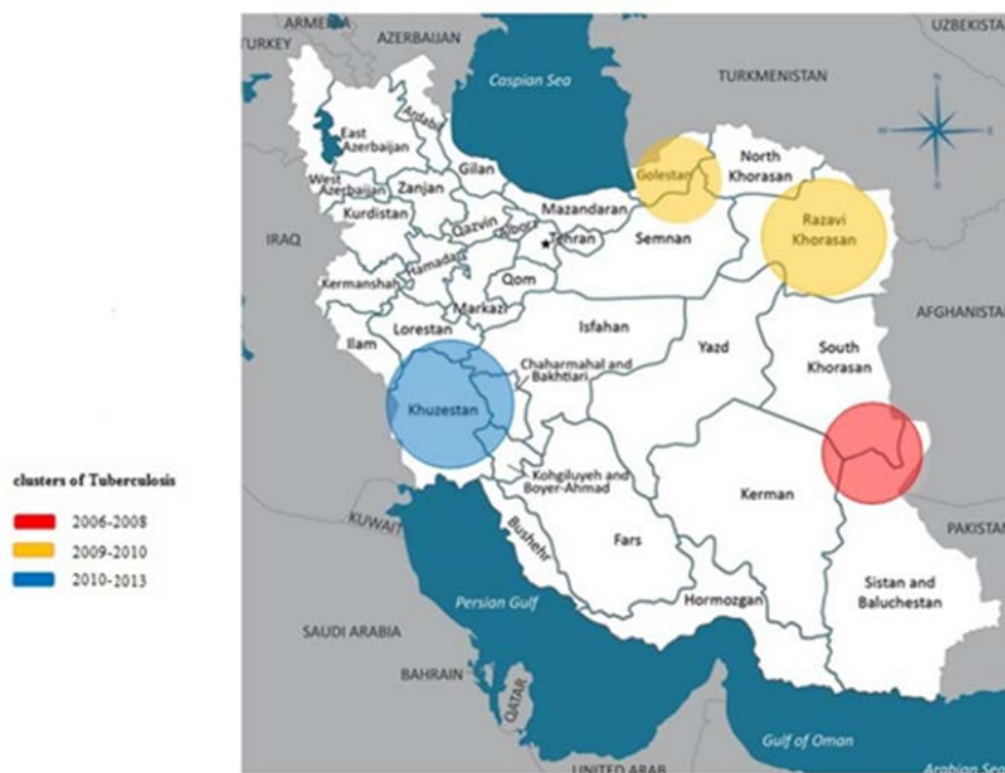 ARMENIA
TURKEY
AZERBAIJAN
UZBEKISTA
Caspian Sea
TURKMENISTAN
Ardabil
East
Azerbaijan
Gilan
North
Khorasan
Golestan
West
Azerbaijan
Zanjan
Mazandaran
Razavi
Khorasan
Kurdistan
Qazvin
Alborz
Tehran
Semnan
IRAQ
Hamadan
Kermanshah
Qom
Markazi
AFGHANISTAN
Isfahan
Lorestan
Ilam
Yazd
South
Khorasan
Chaharmahal and
Bakhtiari
Khuzestan
clusters of Tuberculosis
2006-2008
2009-2010
2010-2013
Kohgiluyeh and
Boyer-Ahmad
Kerman
KUWAIT
Bushehr
Fars
PAKISTAN
Sistan and
Baluchestan
Hormozgan
Persian Gulf
SAUDI ARABIA
BAHRAIN
QATAR
Gulf of Oman
UNITED ARAB
Arabian Sea